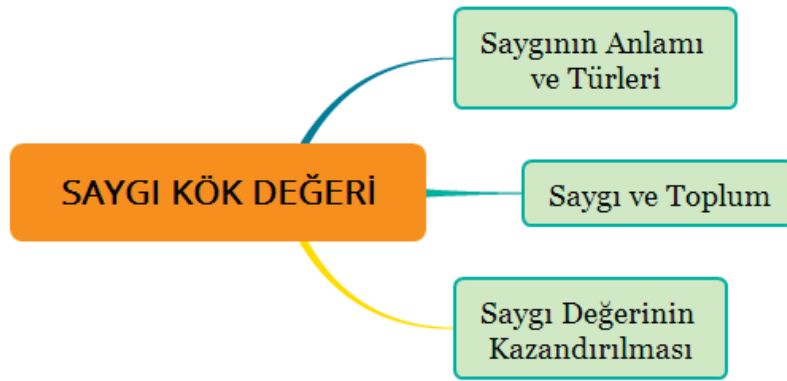 Saygının Anlamı
ve Türleri
SAYGI KÖK DEĞERİ
Saygı ve Toplum
Saygı Değerinin
Kazandırılması